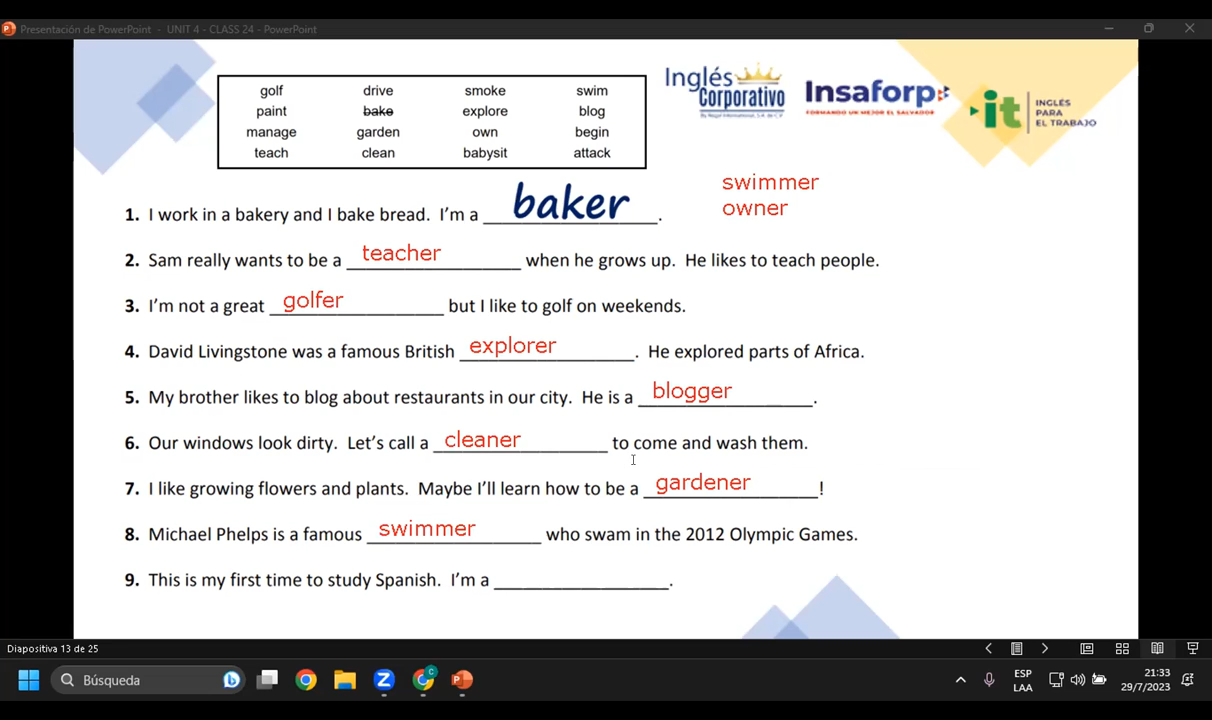 Presentación de PowerPoint - UNIT 4 - CLASS 24 - PowerPoint
golf drive smoke swim
paint bake explore blog
manage garden own begin
teach clean babysit attack
Inglés
Corporativo
By Regal International, S.A. de C.V.
Insaforp
FORMANDO UN MEJOR EL SALVADOR
it INGLÉS
PARA
EL TRABAJO
swimmer
owner
1. I work in a bakery and I bake bread. I'm a baker.
2. Sam really wants to be a teacher when he grows up. He likes to teach people.
3. I'm not a great golfer but I like to golf on weekends.
4. David Livingstone was a famous British explorer. He explored parts of Africa.
5. My brother likes to blog about restaurants in our city. He is a blogger.
6. Our windows look dirty. Let's call a cleaner to come and wash them.
7. I like growing flowers and plants. Maybe I'll learn how to be a gardener!
8. Michael Phelps is a famous swimmer who swam in the 2012 Olympic Games.
9. This is my first time to study Spanish. I'm a ____________________.
Diapositiva 13 de 25
Búsqueda
ESP
LAA
21:33
29/7/2023